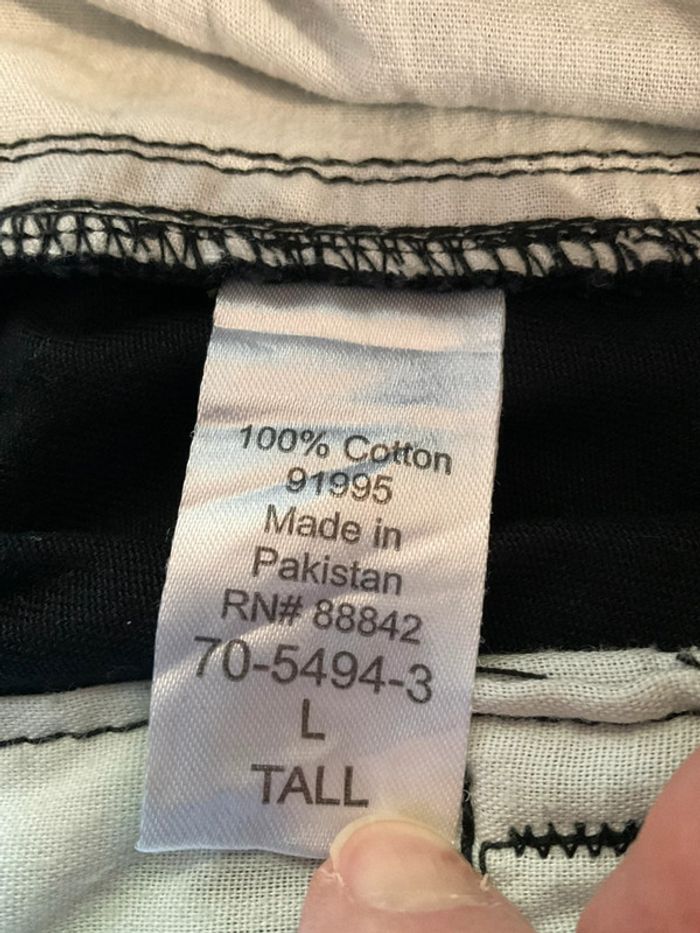 100% Cotton
91995
Made in
Pakistan
RN# 88842
70-5494-3
L
TALL